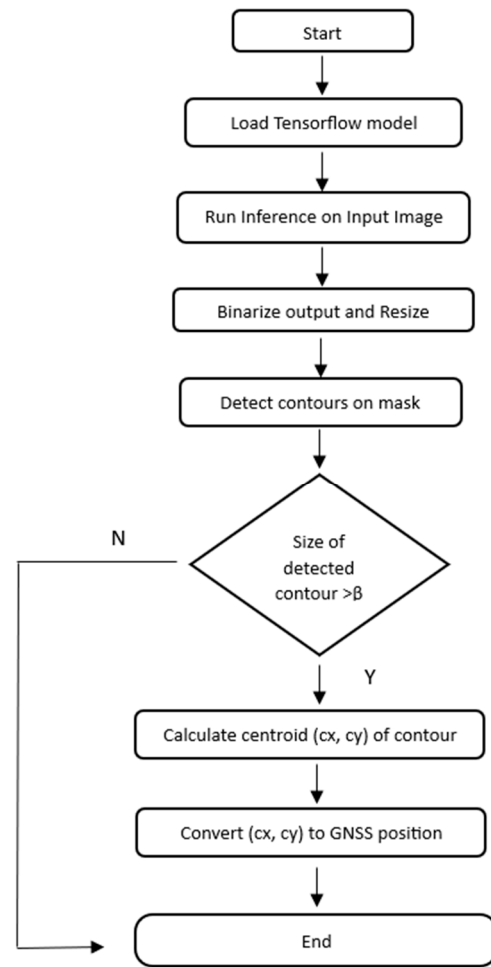 Start
Load Tensorflow model
Run Inference on Input Image
Binarize output and Resize
Detect contours on mask
N
Size of
detected
contour >β
Y
Calculate centroid (cx, cy) of contour
Convert (cx, cy) to GNSS position
End